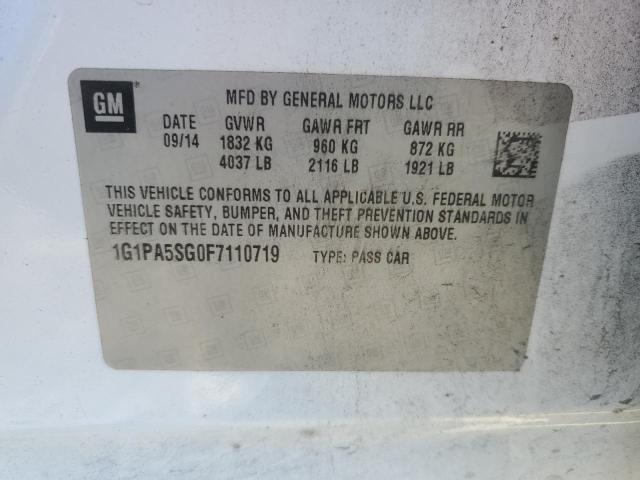 GM
MFD BY GENERAL MOTORS LLC
DATE GVWR GAWR FRT GAWR RR
09/14 1832 KG 960 KG 872 KG
4037 LB 2116 LB 1921 LB
THIS VEHICLE CONFORMS TO ALL APPLICABLE U.S. FEDERAL MOTOR
VEHICLE SAFETY, BUMPER, AND THEFT PREVENTION STANDARDS IN
EFFECT ON THE DATE OF MANUFACTURE SHOWN ABOVE.
1G1PA5SG0F7110719 TYPE: PASS CAR